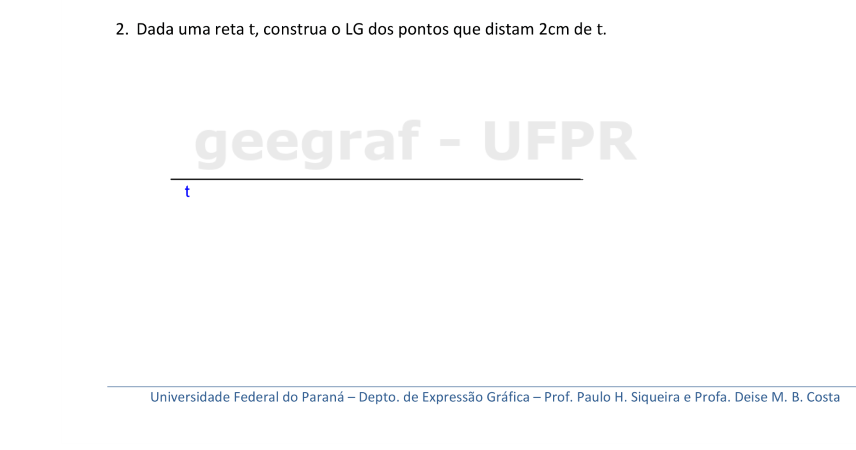 2. Dada uma reta t, construa o LG dos pontos que distam 2cm de t.
geegraf - UFPR
t
Universidade Federal do Paraná – Depto. de Expressão Gráfica – Prof. Paulo H. Siqueira e Profa. Deise M. B. Costa